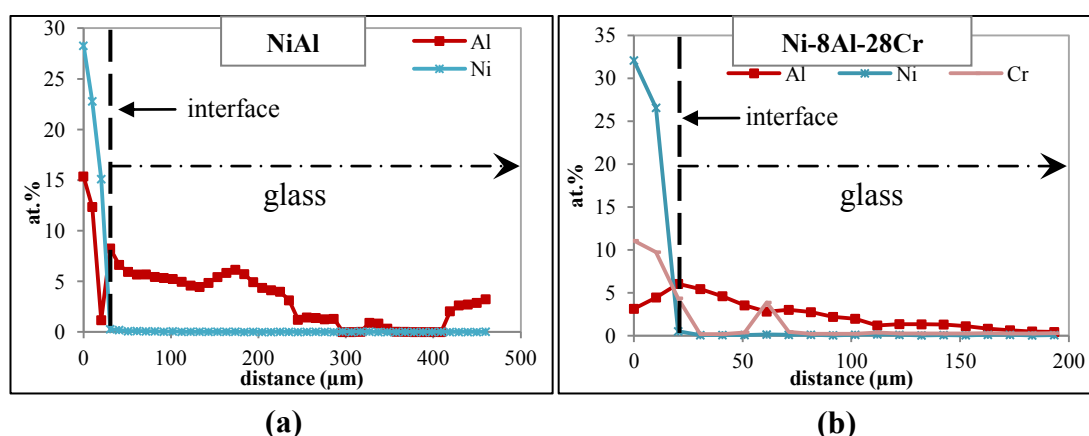 NiAl
Al
Ni
30
25
20
15
10
5
0
at.%
interface
glass
0 100 200 300 400 500
distance (µm)
(a)
Ni-8Al-28Cr
Al Ni Cr
35
30
25
20
15
10
5
0
at.%
interface
glass
0 50 100 150 200
distance (µm)
(b)